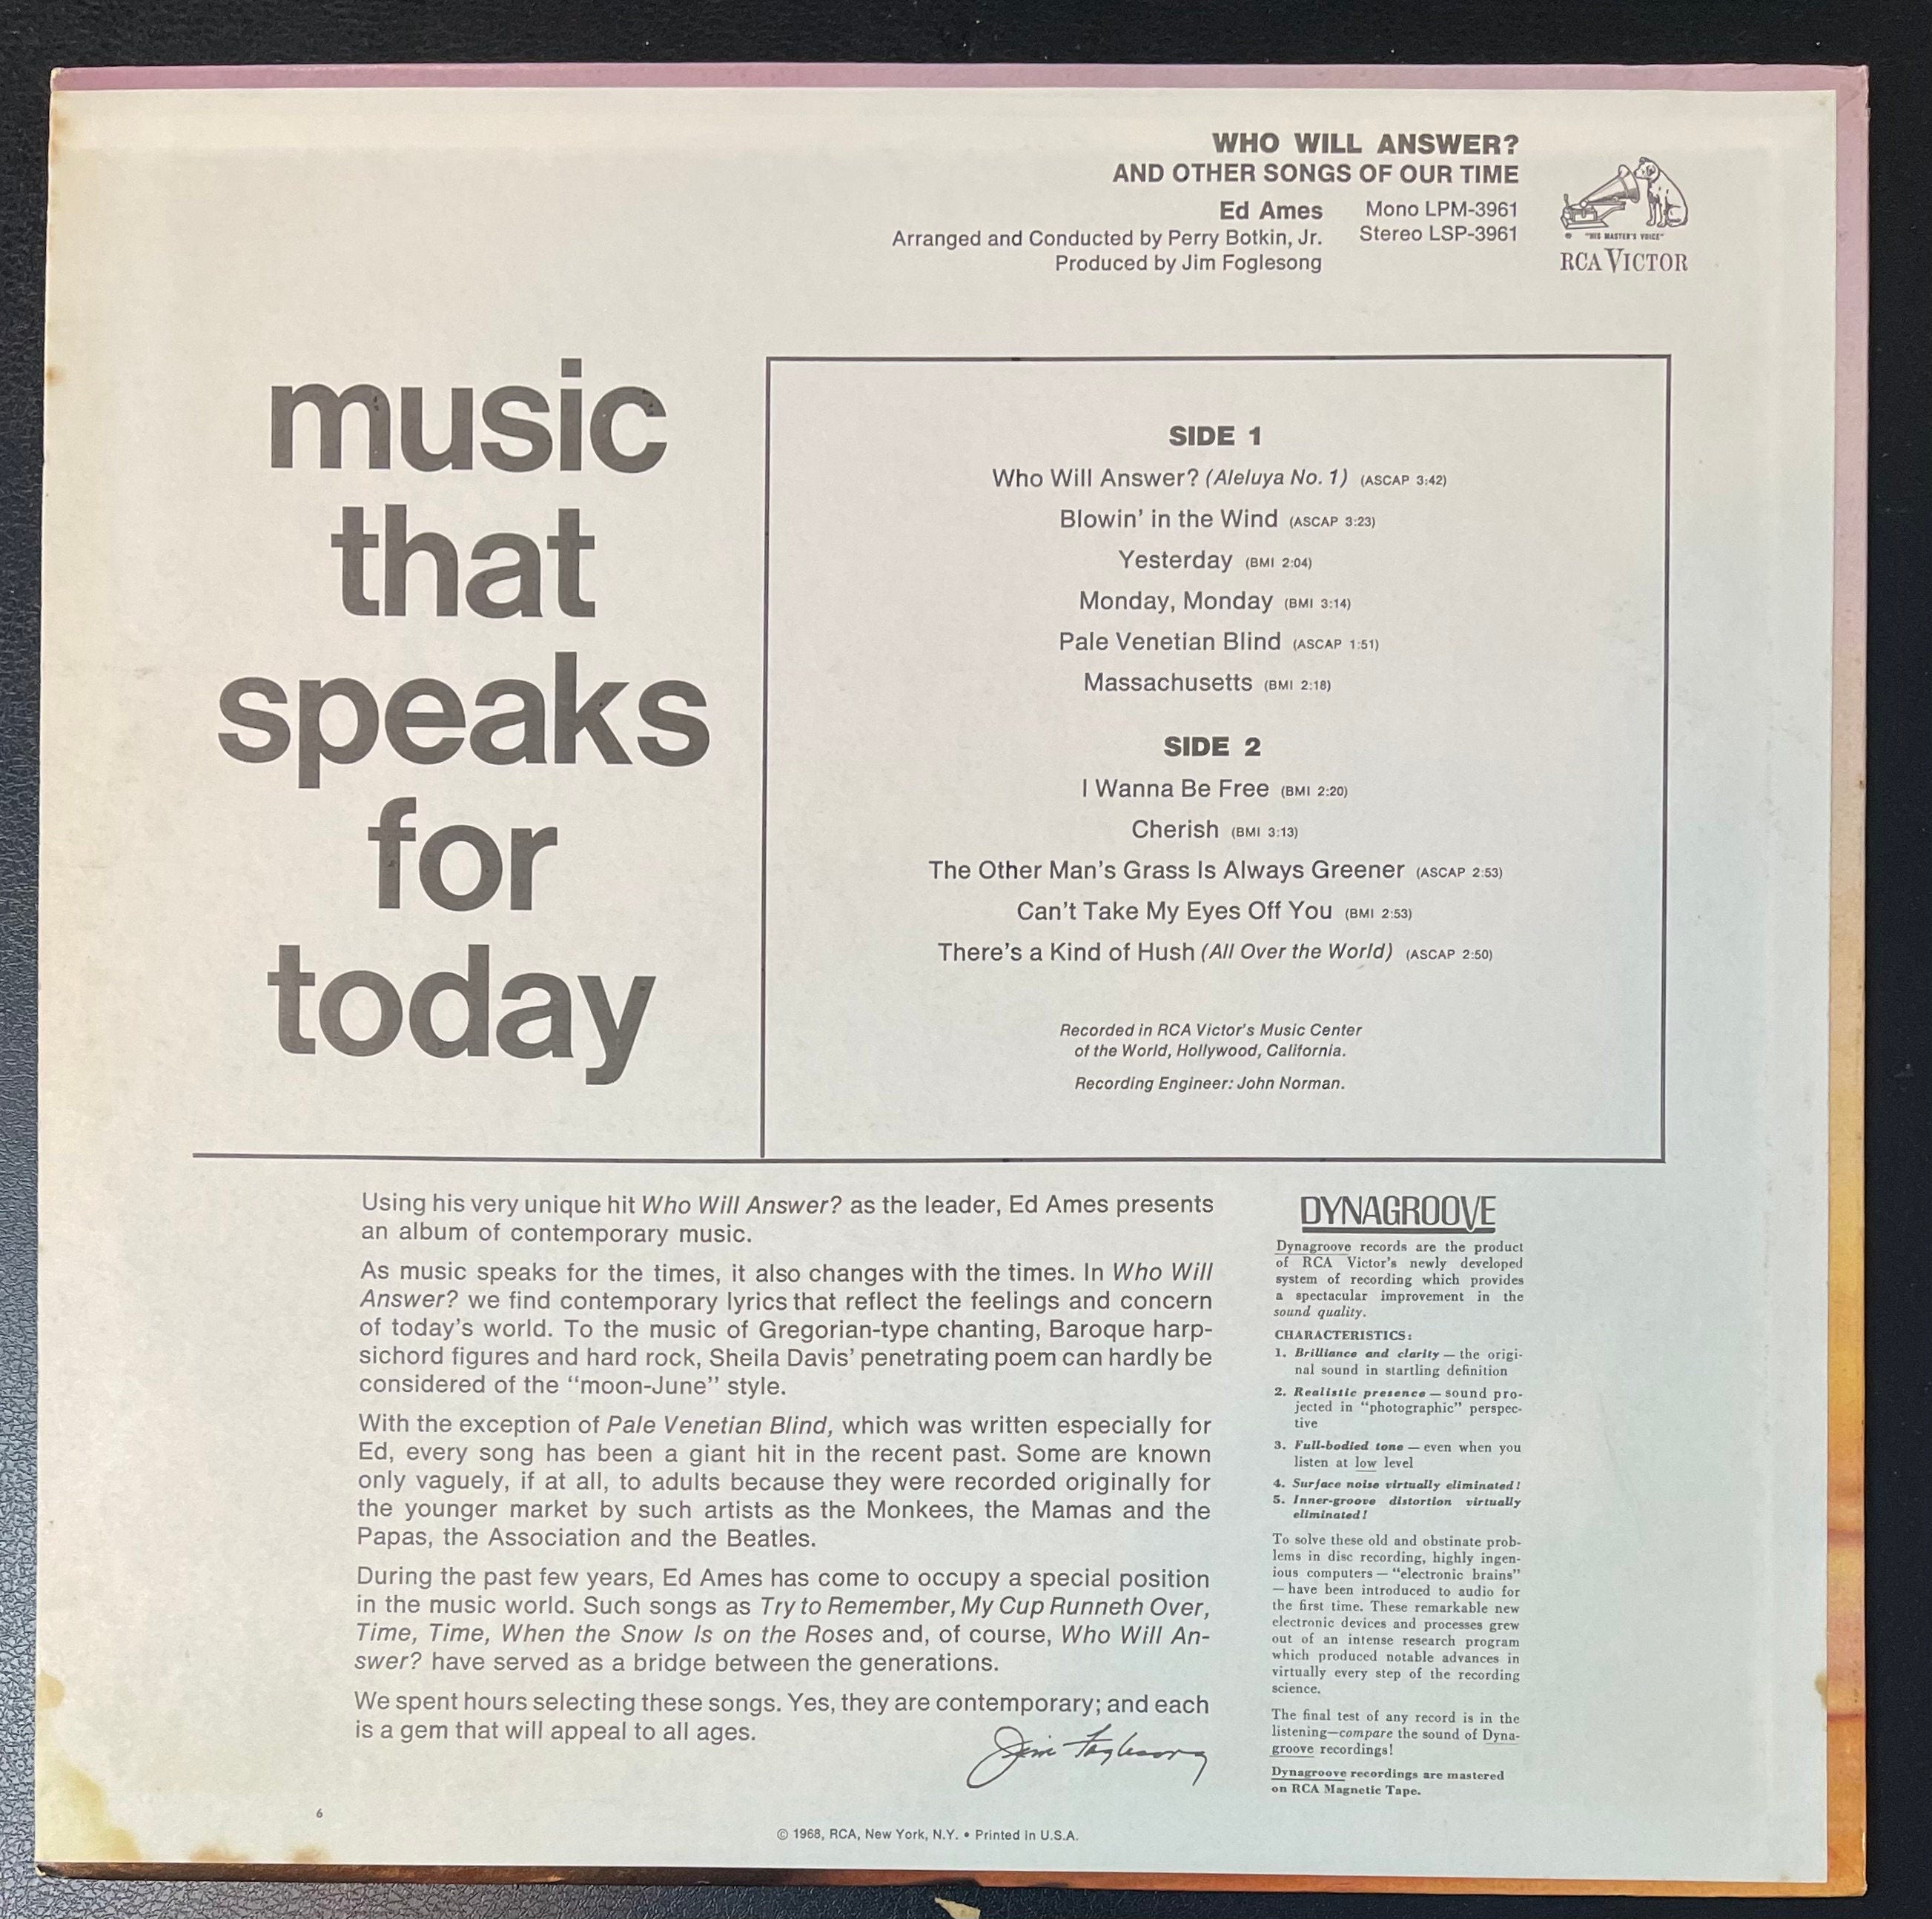 WHO WILL ANSWER?
AND OTHER SONGS OF OUR TIME
Ed Ames
Arranged and Conducted by Perry Botkin, Jr.
Produced by Jim Foglesong
Mono LPM-3961
Stereo LSP-3961
"HIS MASTER'S VOICE"
RCA VICTOR
music
that
speaks
for
today
SIDE 1
Who Will Answer? (Aleluya No. 1) (ASCAP 3:42)
Blowin' in the Wind (ASCAP 3:23)
Yesterday (BMI 2:04)
Monday, Monday (BMI 3:14)
Pale Venetian Blind (ASCAP 1:51)
Massachusetts (BMI 2:18)
SIDE 2
I Wanna Be Free (BMI 2:20)
Cherish (BMI 3:13)
The Other Man's Grass Is Always Greener (ASCAP 2:53)
Can't Take My Eyes Off You (BMI 2:53)
There's a Kind of Hush (All Over the World) (ASCAP 2:50)
Recorded in RCA Victor's Music Center
of the World, Hollywood, California.
Recording Engineer: John Norman.
Using his very unique hit Who Will Answer? as the leader, Ed Ames presents
an album of contemporary music.
As music speaks for the times, it also changes with the times. In Who Will
Answer? we find contemporary lyrics that reflect the feelings and concern
of today's world. To the music of Gregorian-type chanting, Baroque harp-
sichord figures and hard rock, Sheila Davis' penetrating poem can hardly be
considered of the "moon-June" style.
With the exception of Pale Venetian Blind, which was written especially for
Ed, every song has been a giant hit in the recent past. Some are known
only vaguely, if at all, to adults because they were recorded originally for
the younger market by such artists as the Monkees, the Mamas and the
Papas, the Association and the Beatles.
During the past few years, Ed Ames has come to occupy a special position
in the music world. Such songs as Try to Remember, My Cup Runneth Over,
Time, Time, When the Snow Is on the Roses and, of course, Who Will An-
swer? have served as a bridge between the generations.
We spent hours selecting these songs. Yes, they are contemporary; and each
is a gem that will appeal to all ages.
Jim Foglesong
DYNAGROOVE
Dynagroove records are the product
of RCA Victor's newly developed
system of recording which provides
a spectacular improvement in the
sound quality.
CHARACTERISTICS:
1. Brilliance and clarity — the origi-
nal sound in startling definition
2. Realistic presence — sound pro-
jected in "photographic" perspec-
tive
3. Full-bodied tone — even when you
listen at low level
4. Surface noise virtually eliminated!
5. Inner-groove distortion virtually
eliminated!
To solve these old and obstinate prob-
lems in disc recording, highly ingen-
ious computers — "electronic brains"
— have been introduced to audio for
the first time. These remarkable new
electronic devices and processes grew
out of an intense research program
which produced notable advances in
virtually every step of the recording
science.
The final test of any record is in the
listening—compare the sound of Dyna-
groove recordings!
Dynagroove recordings are mastered
on RCA Magnetic Tape.
6
© 1968, RCA, New York, N.Y. • Printed in U.S.A.